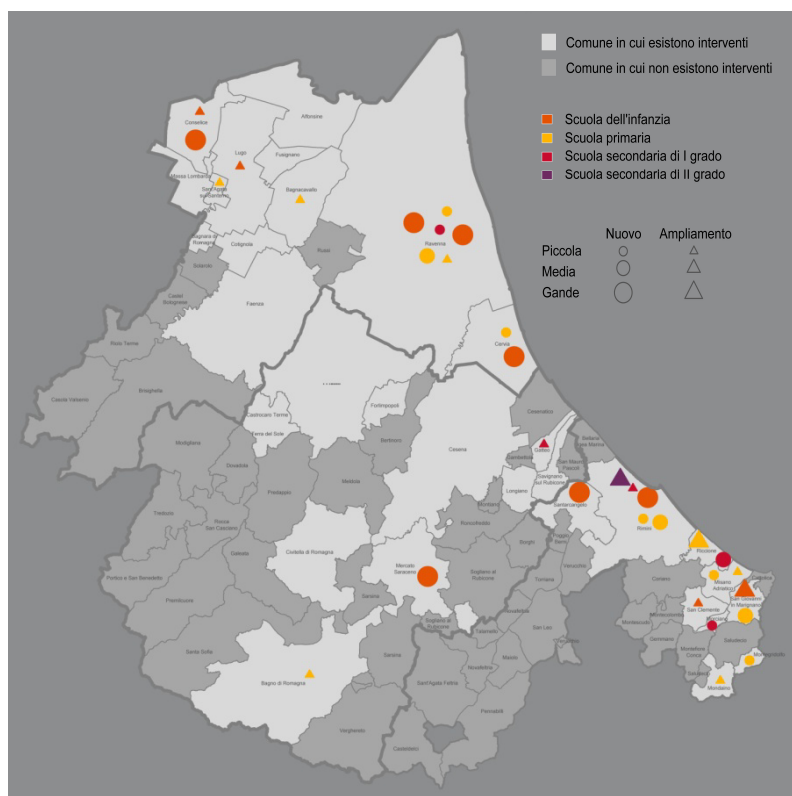 Comune in cui esistono interventi
Comune in cui non esistono interventi
Scuola dell'infanzia
Scuola primaria
Scuola secondaria di I grado
Scuola secondaria di II grado
Nuovo Ampliamento
Piccola
Media
Gande
Conselice
Alfonsine
Lugo
Fusignano
Massa Lombarda
Sant'Agata
sul Santerno
Bagnacavallo
Ravenna
Bagnara di
Romagna
Cotignola
Russi
Solarolo
Castel
Bolognese
Faenza
Cervia
Riolo Terme
Casola Valsenio
Brisighella
Forlimpopoli
Castrocaro Terme
Terra del Sole
Cesena
Cesenatico
Bertinoro
Gatteo
Gambettola
San Mauro
Pascoli
Bellaria
Igea Marina
Savignano
sul Rubicone
Longiano
Modigliana
Dovadola
Predappio
Meldola
Tredozio
Rocca
San Casciano
Montiano
Roncofreddo
Santarcangelo
Rimini
Galeata
Civitella di Romagna
Borghi
Poggio
Berni
Riccione
Portico e San Benedetto
Premilcuore
Mercato
Saraceno
Sogliano al
Rubicone
Torriana
Verucchio
Coriano
Misano
Adriatico
Cattolica
San Giovanni
in Marignano
San Clemente
Sarsina
Sogliano al
Rubicone
Talamello
San Leo
Novafeltria
Maiolo
Montescudo
Gemmano
Montefiore
Conca
Saludecio
Saludecio
Mondaino
Santa Sofia
Bagno di Romagna
Sarsina
Sant'Agata Feltria
Pennabilli
Verghereto
Casteldelci